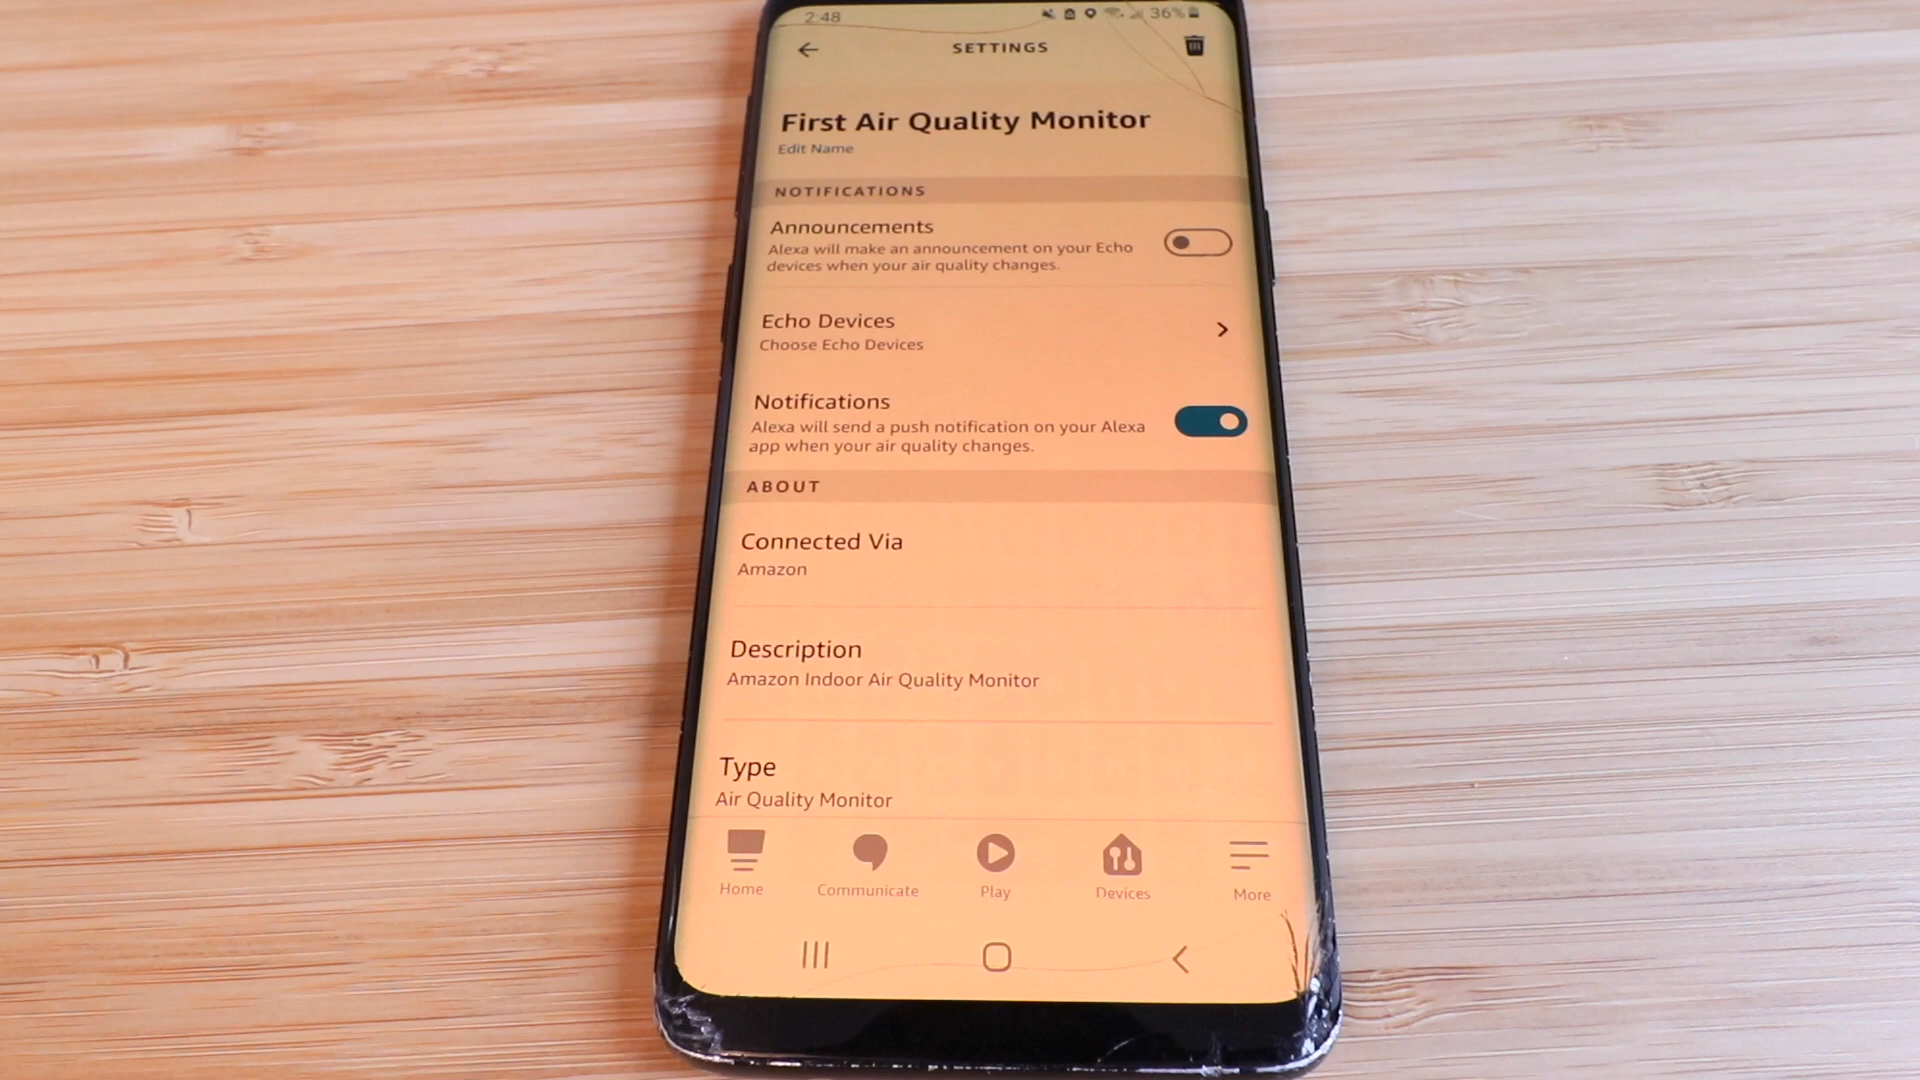 2:48 36%
SETTINGS
First Air Quality Monitor
Edit Name
NOTIFICATIONS
Announcements
Alexa will make an announcement on your Echo
devices when your air quality changes.
Echo Devices
Choose Echo Devices
Notifications
Alexa will send a push notification on your Alexa
app when your air quality changes.
ABOUT
Connected Via
Amazon
Description
Amazon Indoor Air Quality Monitor
Type
Air Quality Monitor
Home Communicate Play Devices More